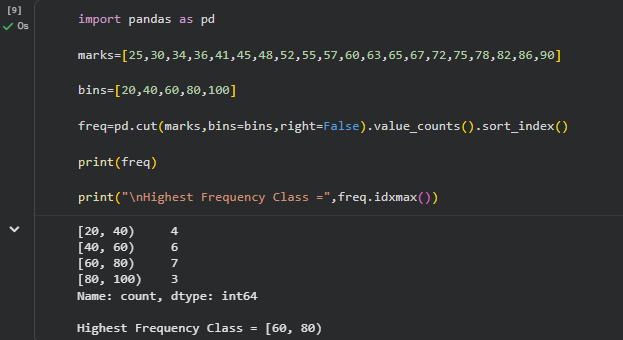 [9]
0s
import pandas as pd
marks=[25,30,34,36,41,45,48,52,55,57,60,63,65,67,72,75,78,82,86,90]
bins=[20,40,60,80,100]
freq=pd.cut(marks,bins=bins,right=False).value_counts().sort_index()
print(freq)
print("\nHighest Frequency Class =",freq.idxmax())
[20, 40)     4
[40, 60)     6
[60, 80)     7
[80, 100)    3
Name: count, dtype: int64
Highest Frequency Class = [60, 80)